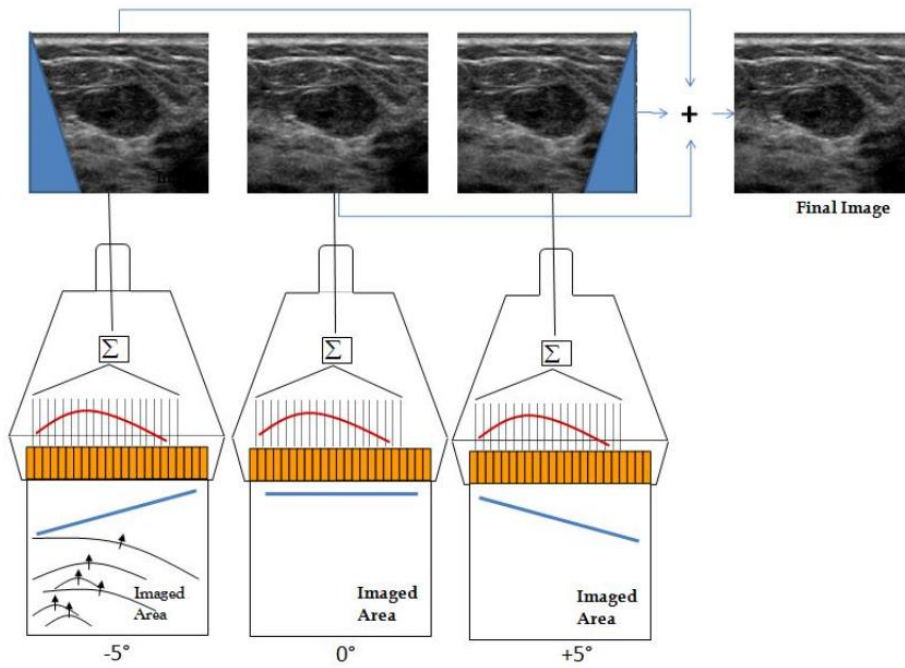 +
Final Image
Σ
Σ
Σ
Imaged
Area
Imaged
Area
Imaged
Area
-5°
0°
+5°